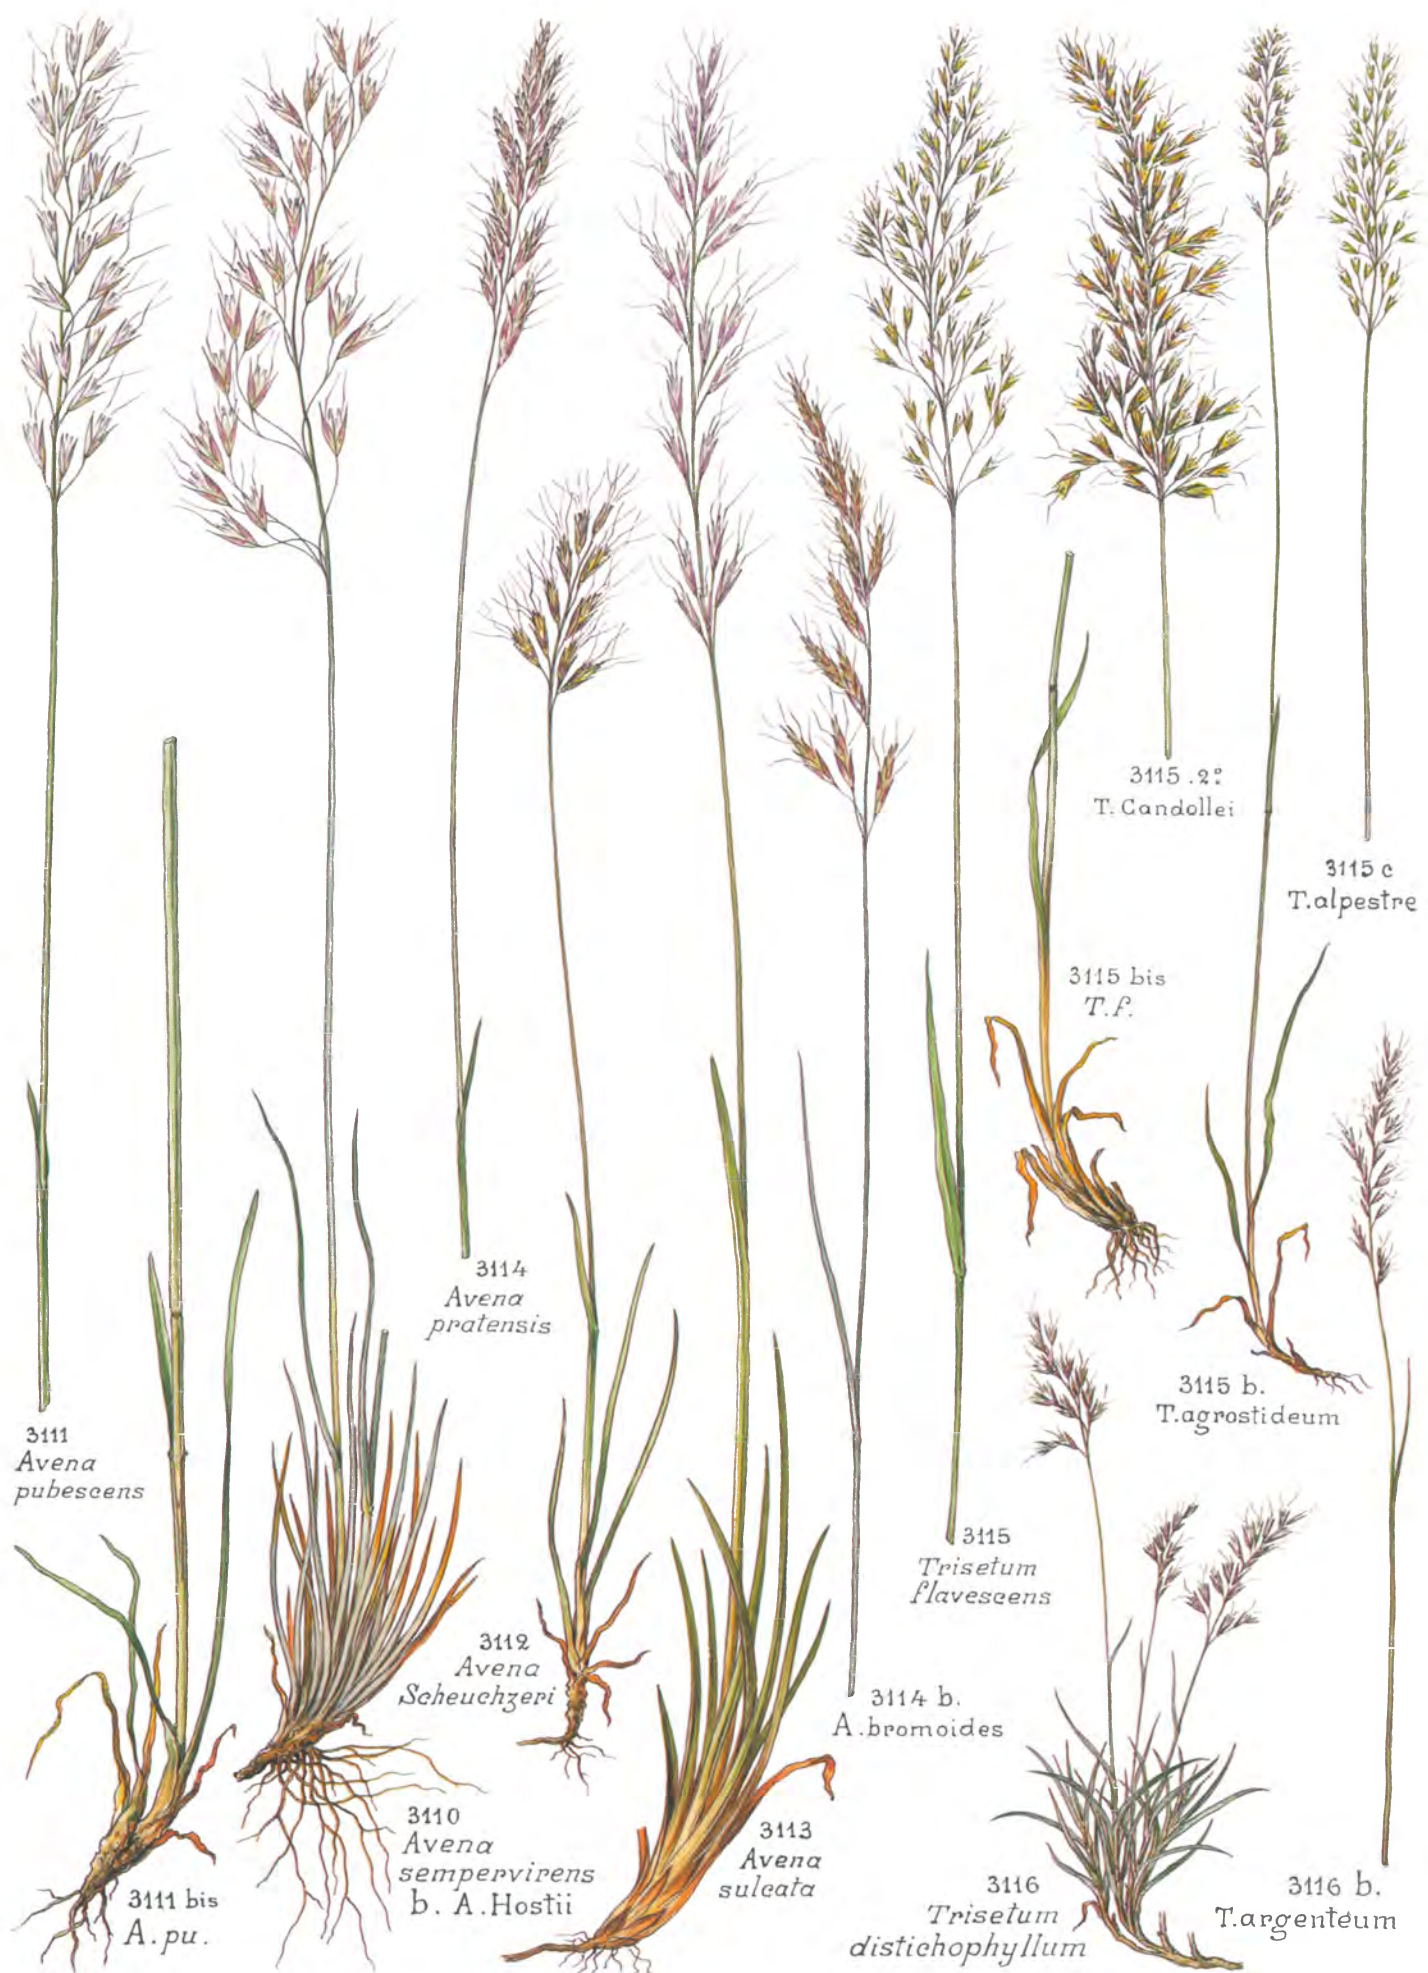 3115 .2º
T. Candollei
3115 c
T. alpestre
3115 bis
T. f.
3114
Avena
pratensis
3115 b.
T. agrostideum
3111
Avena
pubescens
3115
Trisetum
flavescens
3112
Avena
Scheuchzeri
3114 b.
A. bromoides
3110
Avena
sempervirens
b. A. Hostii
3113
Avena
sulcata
3111 bis
A. pu.
3116
Trisetum
distichophyllum
3116 b.
T. argenteum